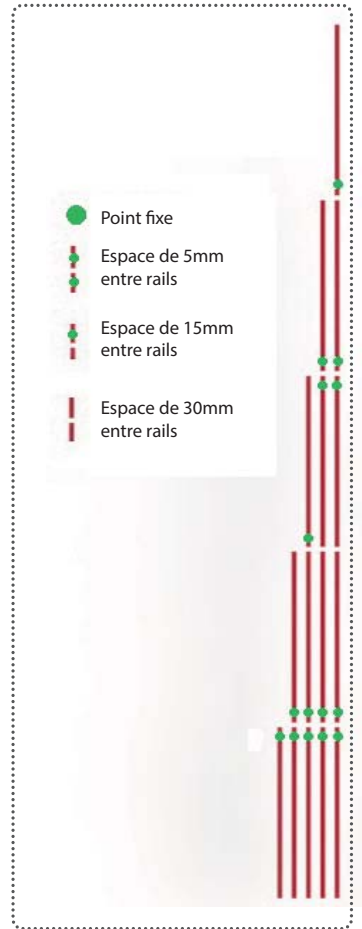 Point fixe
Espace de 5mm
entre rails
Espace de 15mm
entre rails
Espace de 30mm
entre rails